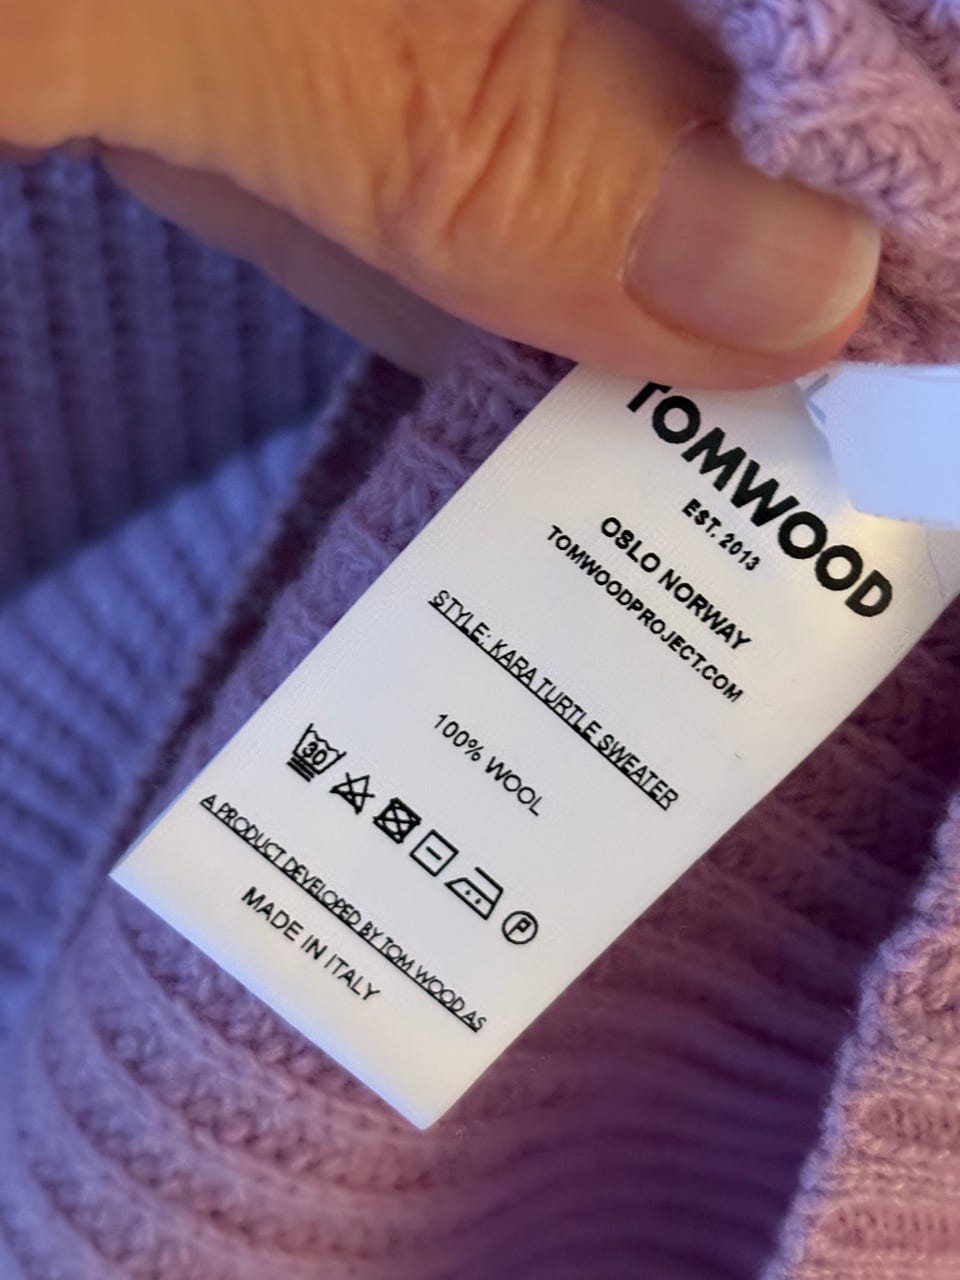 TOMWOOD
EST. 2013
OSLO NORWAY
TOMWOODPROJECT.COM
STYLE: KARA TURTLE SWEATER
100% WOOL
30
P
A PRODUCT DEVELOPED BY TOM WOOD AS
MADE IN ITALY